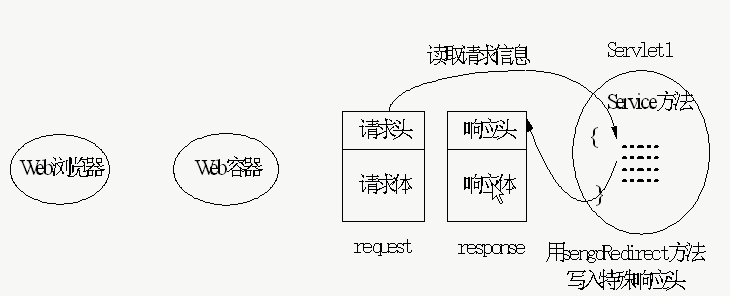 读取请求信息
Servlet1
Service方法
请求头
响应头
{
Web浏览器
Web容器
请求体
响应体
}
request
response
用sengdRedirect方法
写入特殊响应头